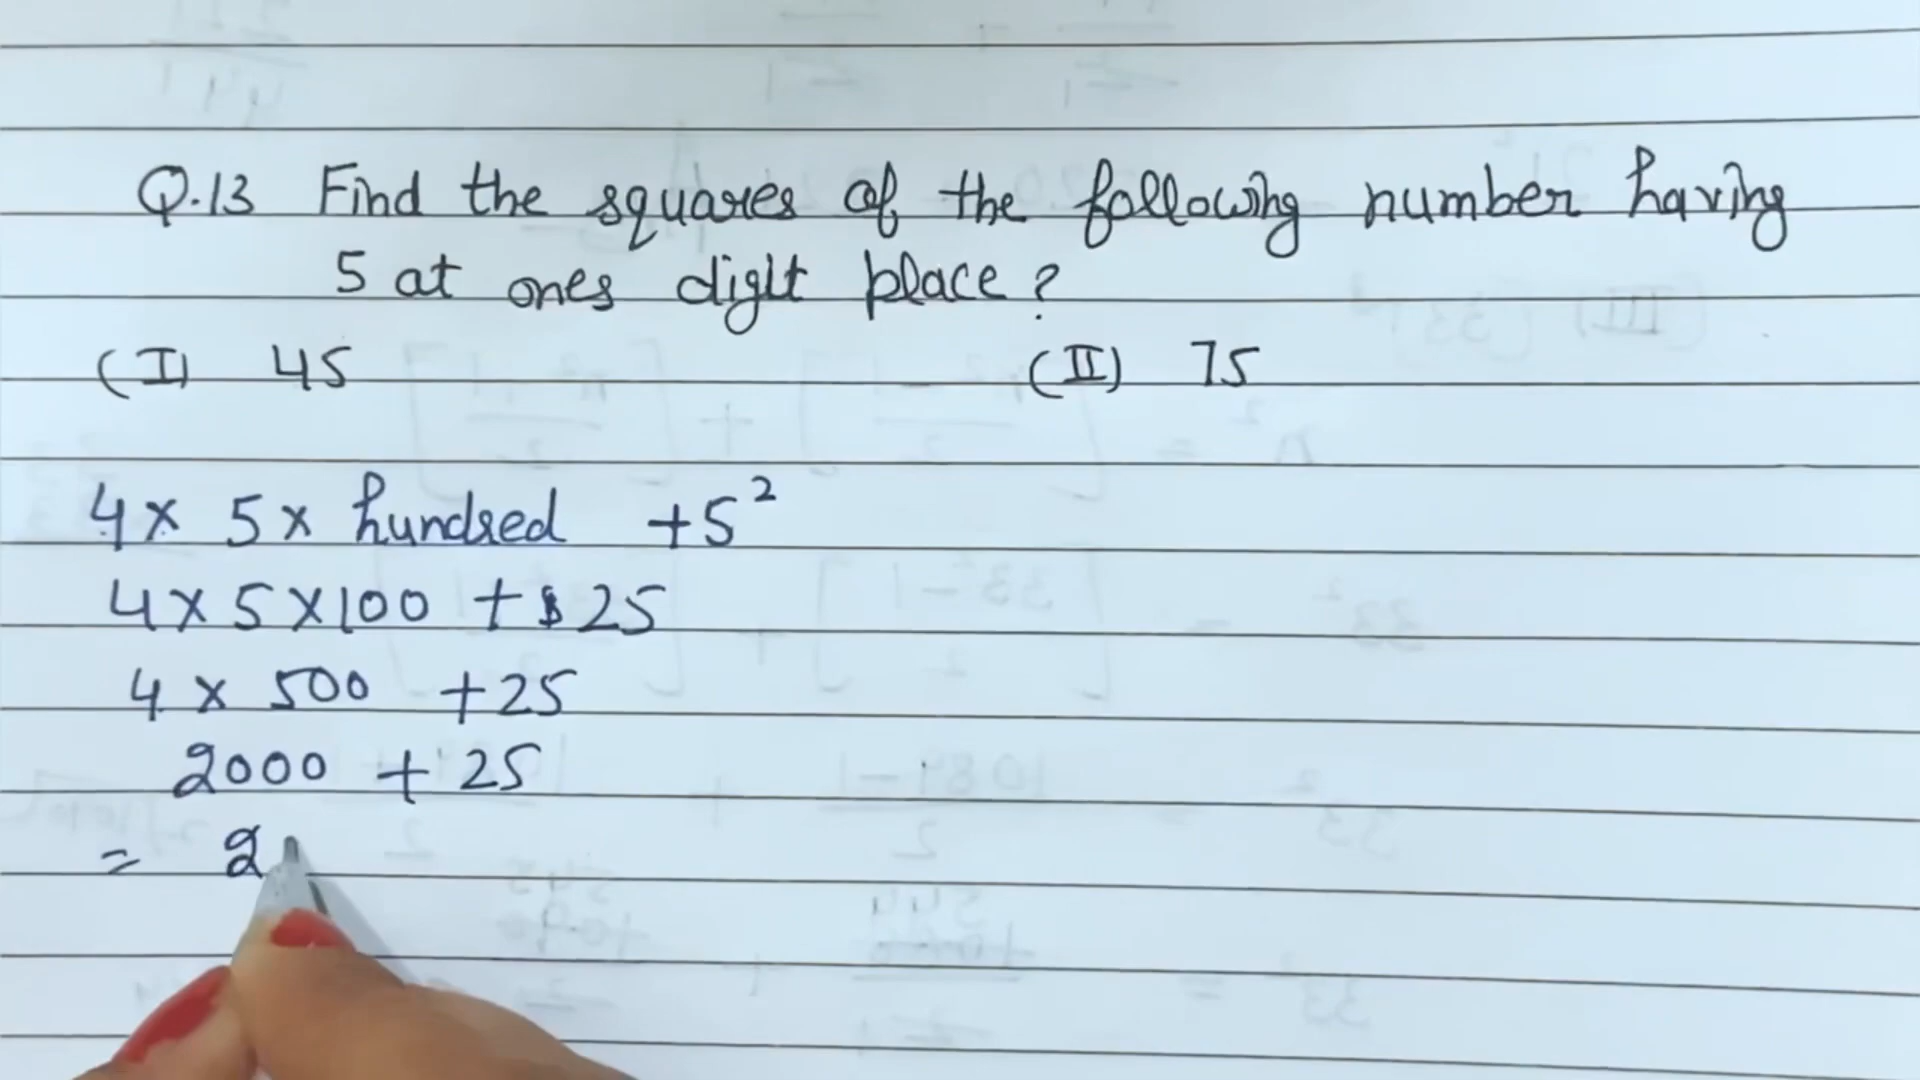 Q.13 Find the squares of the following number having
5 at ones digit place?
(I) 45 (II) 75
4 x 5 x hundred + 5²
4 x 5 x 100 + 25
4 x 500 + 25
2000 + 25
= 2